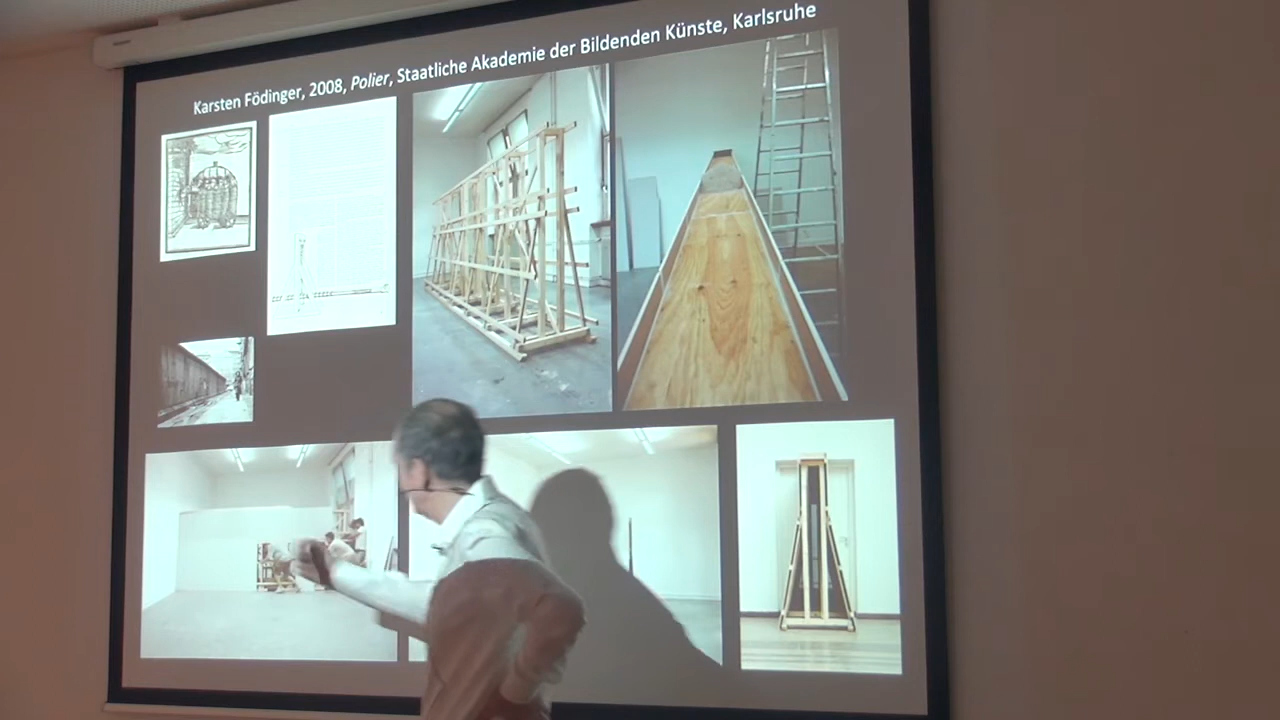 Karsten Födinger, 2008, Polier, Staatliche Akademie der Bildenden Künste, Karlsruhe